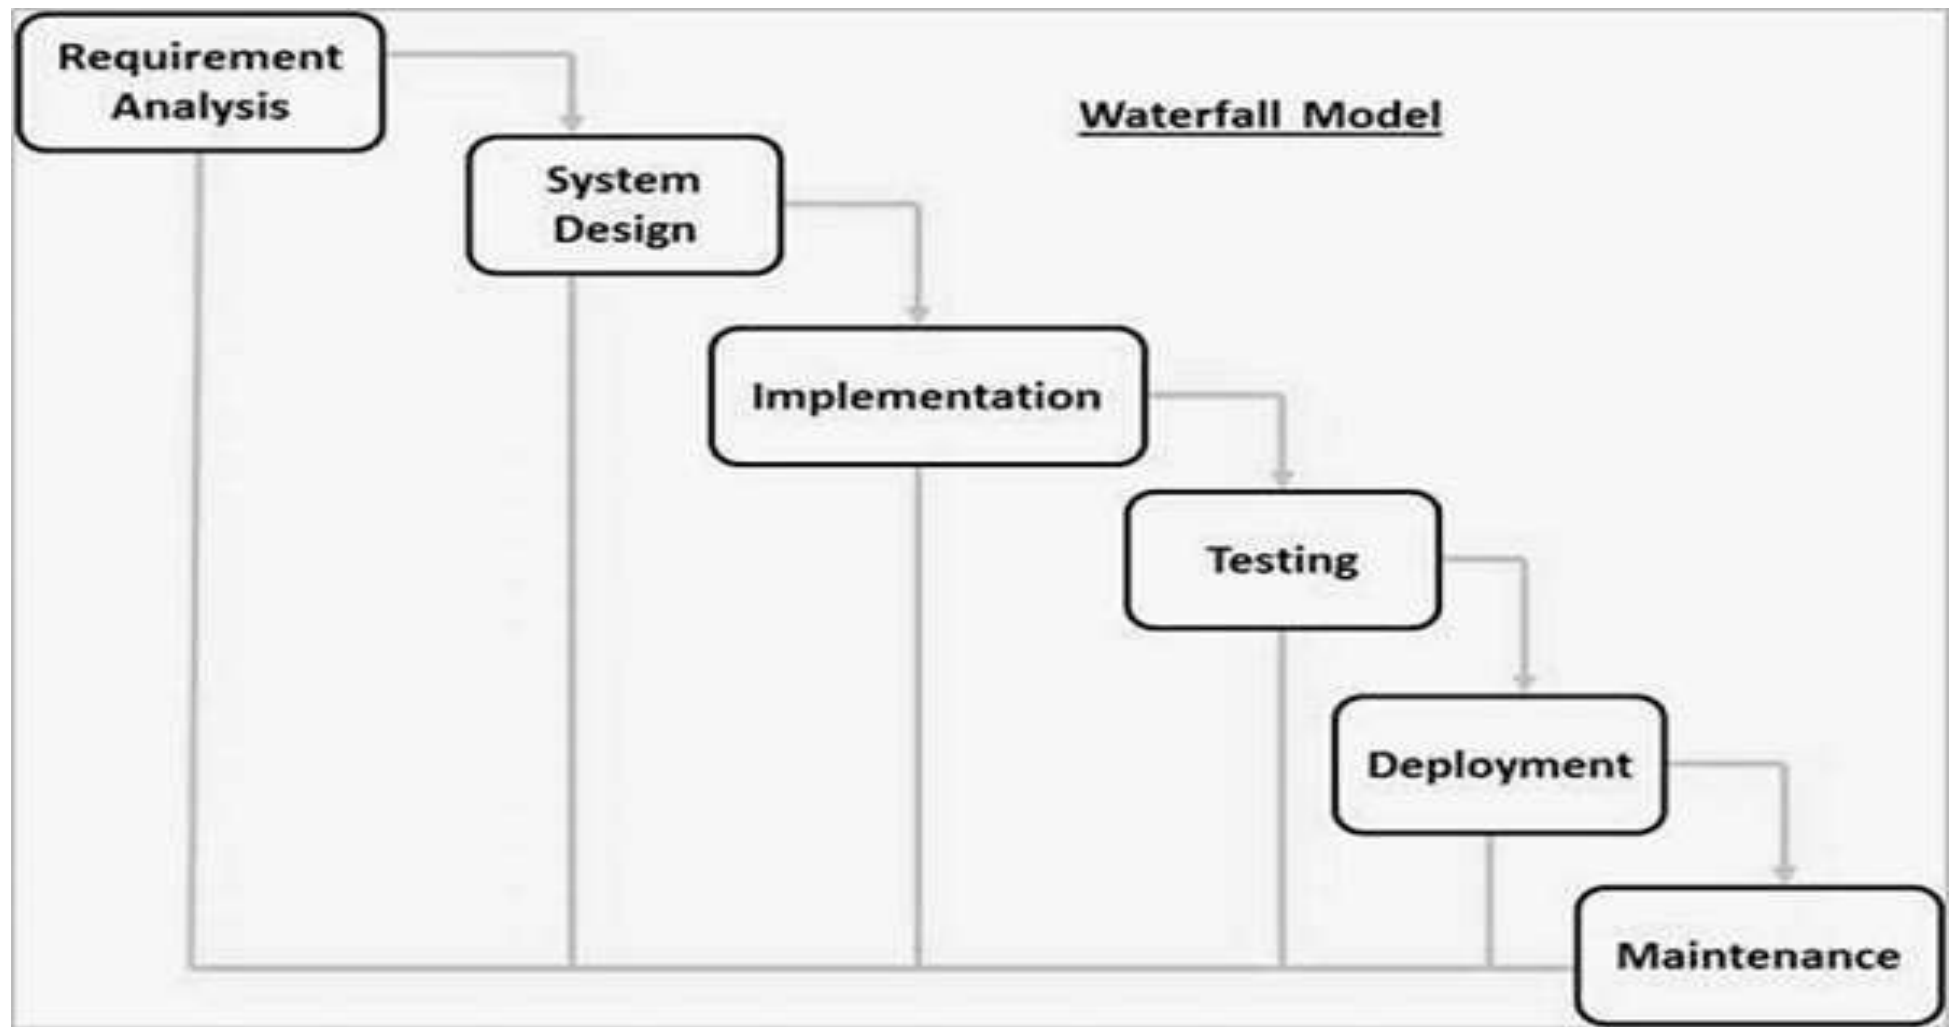 Requirement
Analysis
Waterfall Model
System
Design
Implementation
Testing
Deployment
Maintenance